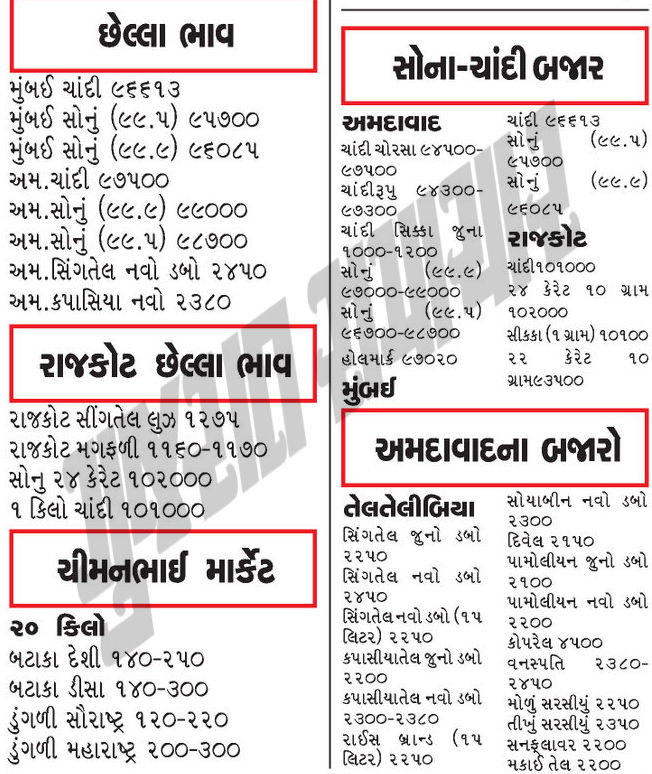 છેલ્લા ભાવ
મુંબઈ ચાંદી ૯૬૬૧૩
મુંબઈ સોનું (૯૯.૫) ૯૫૭૦૦
મુંબઈ સોનું (૯૯.૯) ૯૬૦૮૫
અમ.ચાંદી ૯૭૫૦૦
અમ.સોનું (૯૯.૯) ૯૯૦૦૦
અમ.સોનું (૯૯.૫) ૯૮૭૦૦
અમ.સિંગતેલ નવો ડબો ૨૪૫૦
અમ.કપાસિયા નવો ૨૩૮૦
રાજકોટ છેલ્લા ભાવ
રાજકોટ સીંગતેલ લુઝ ૧૨૭૫
રાજકોટ મગફળી ૧૧૬૦-૧૧૭૦
સોનુ ૨૪ કેરેટ ૧૦૨૦૦૦
૧ કિલો ચાંદી ૧૦૧૦૦૦
ચીમનભાઈ માર્કેટ
૨૦ કિલો
બટાકા દેશી ૧૪૦-૨૫૦
બટાકા ડીસા ૧૪૦-૩૦૦
ડુંગળી સૌરાષ્ટ્ર ૧૨૦-૨૨૦
ડુંગળી મહારાષ્ટ્ર ૨૦૦-૩૦૦
સોના-ચાંદી બજાર
અમદાવાદ
ચાંદી ચોરસા ૯૪૫૦૦-
૯૭૫૦૦
ચાંદીરૂપુ ૯૪૩૦૦-
૯૭૩૦૦
ચાંદી સિક્કા જુના
૧૦૦૦-૧૨૦૦
સોનું (૯૯.૯)
૯૭૦૦૦-૯૯૦૦૦
સોનું (૯૯.૫)
૯૬૭૦૦-૯૮૭૦૦
હોલમાર્ક ૯૭૦૨૦
મુંબઈ
ચાંદી ૯૬૬૧૩
સોનું (૯૯.૫)
૯૫૭૦૦
સોનું (૯૯.૯)
૯૬૦૮૫
રાજકોટ
ચાંદી૧૦૧૦૦૦
૨૪ કેરેટ ૧૦ ગ્રામ
૧૦૨૦૦૦
સીકકા (૧ ગ્રામ) ૧૦૧૦૦
૨૨ કેરેટ ૧૦
ગ્રામ૯૩૫૦૦
અમદાવાદના બજારો
તેલતેલીબિયા
સિંગતેલ જુનો ડબો
૨૨૫૦
સિંગતેલ નવો ડબો
૨૪૫૦
સિંગતેલ નવો ડબો (૧૫
લિટર) ૨૨૫૦
કપાસીયાતેલ જુનો ડબો
૨૨૦૦
કપાસીયાતેલ નવો ડબો
૨૩૦૦-૨૩૮૦
રાઈસ બ્રાન્ડ (૧૫
લિટર) ૨૨૫૦
સોયાબીન નવો ડબો
૨૩૦૦
દિવેલ ૨૧૫૦
પામોલીયન જુનો ડબો
૨૧૦૦
પામોલીયન નવો ડબો
૨૨૦૦
કોપરેલ ૪૫૦૦
વનસ્પતિ ૨૩૮૦-
૨૪૫૦
મોળું સરસીયું ૨૨૫૦
તીખું સરસીયું ૨૩૫૦
સનફ્લાવર ૨૨૦૦
મકાઈ તેલ ૨૨૦૦
ગુજરાત સમાચાર